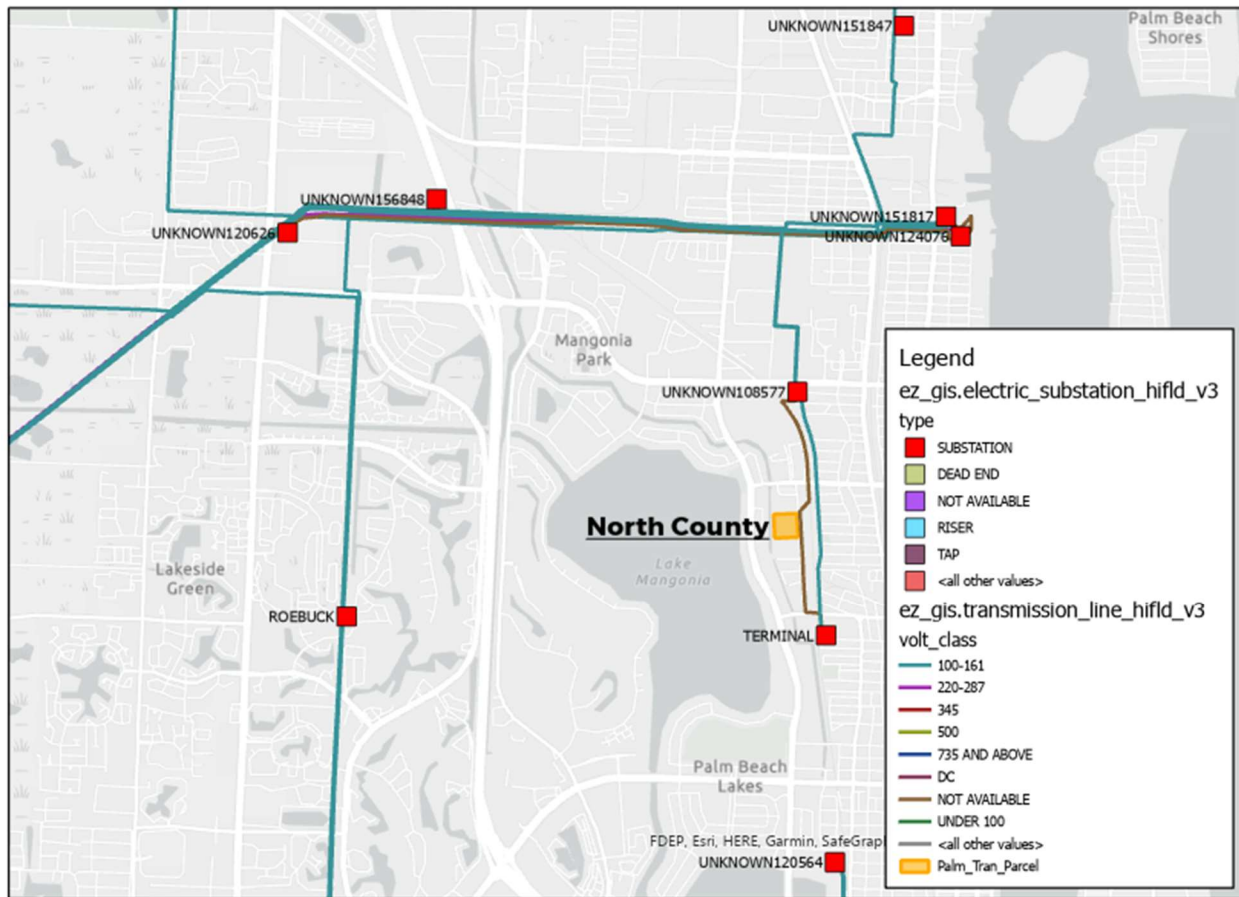 UNKNOWN151847
Palm Beach
Shores
UNKNOWN156848
UNKNOWN151817
UNKNOWN120626
UNKNOWN124076
Mangonia
Park
UNKNOWN108577
North County
Lake
Mangonia
Lakeside
Green
ROEBUCK
TERMINAL
Palm Beach
Lakes
FDEP, Esri, HERE, Garmin, SafeGrap
UNKNOWN120564
Legend
ez_gis.electric_substation_hifld_v3
type
SUBSTATION
DEAD END
NOT AVAILABLE
RISER
TAP
<all other values>
ez_gis.transmission_line_hifld_v3
volt_class
100-161
220-287
345
500
735 AND ABOVE
DC
NOT AVAILABLE
UNDER 100
<all other values>
Palm_Tran_Parcel